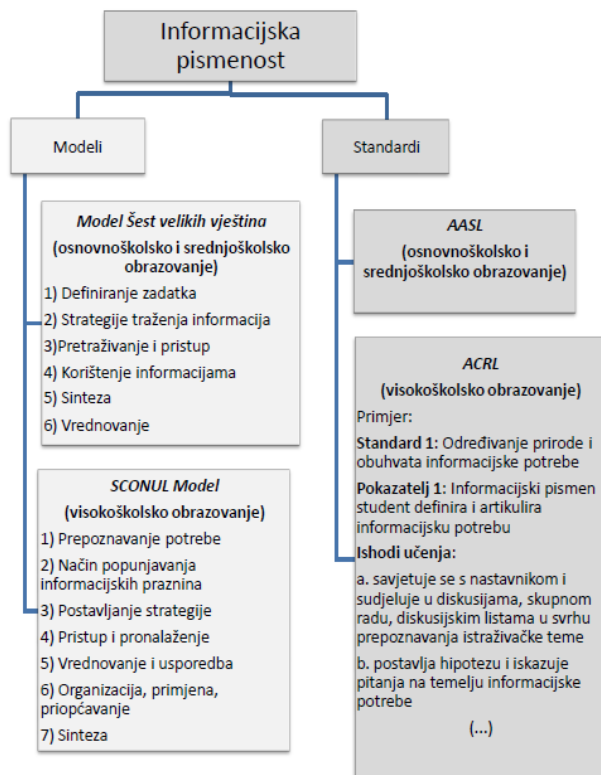 Informacijska
pismenost
Modeli
Standardi
Model Šest velikih vještina
(osnovnoškolsko i srednjoškolsko
obrazovanje)
1) Definiranje zadatka
2) Strategije traženja informacija
3)Pretraživanje i pristup
4) Korištenje informacijama
5) Sinteza
6) Vrednovanje
SCONUL Model
(visokoškolsko obrazovanje)
1) Prepoznavanje potrebe
2) Način popunjavanja
informacijskih praznina
3) Postavljanje strategije
4) Pristup i pronalaženje
5) Vrednovanje i usporedba
6) Organizacija, primjena,
priopćavanje
7) Sinteza
AASL
(osnovnoškolsko i
srednjoškolsko obrazovanje)
ACRL
(visokoškolsko obrazovanje)
Primjer:
Standard 1: Određivanje prirode i
obuhvata informacijske potrebe
Pokazatelj 1: Informacijski pismen
student definira i artikulira
informacijsku potrebu
Ishodi učenja:
a. savjetuje se s nastavnikom i
sudjeluje u diskusijama, skupnom
radu, diskusijskim listama u svrhu
prepoznavanja istraživačke teme
b. postavlja hipotezu i iskazuje
pitanja na temelju informacijske
potrebe
(...)